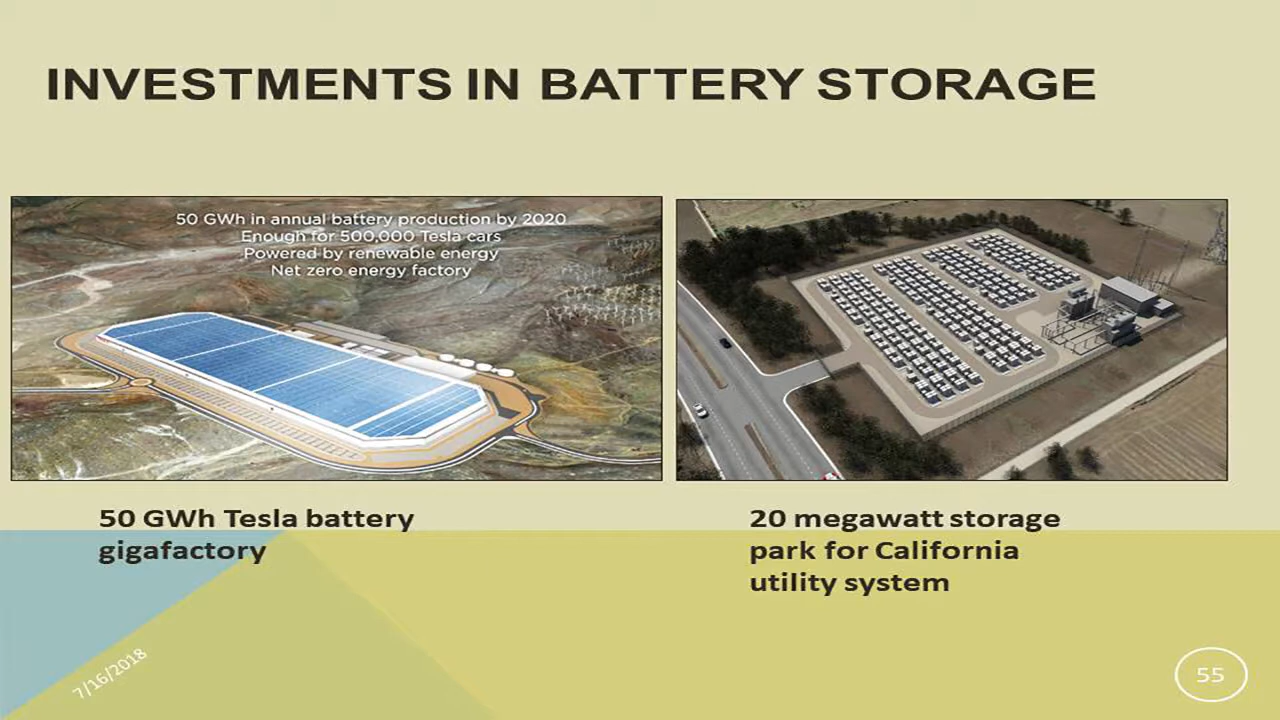 INVESTMENTS IN BATTERY STORAGE
50 GWh in annual battery production by 2020
Enough for 500,000 Tesla cars
Powered by renewable energy
Net zero energy factory
50 GWh Tesla battery
gigafactory
20 megawatt storage
park for California
utility system
7/16/2018
55